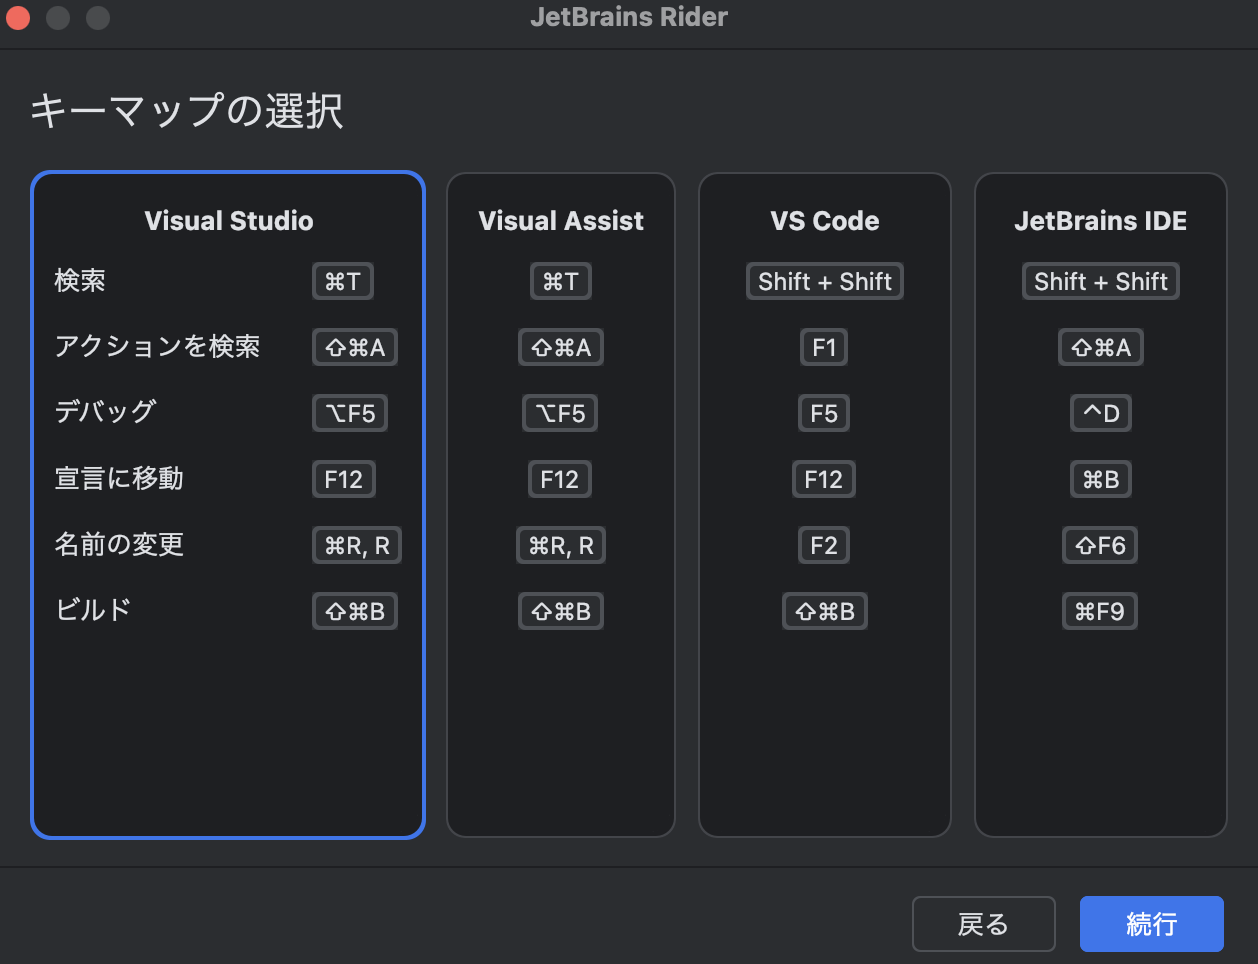 JetBrains Rider
キーマップの選択
Visual Studio Visual Assist VS Code JetBrains IDE
検索 ⌘T ⌘T Shift + Shift Shift + Shift
アクションを検索 ⇧⌘A ⇧⌘A F1 ⇧⌘A
デバッグ ⌥F5 ⌥F5 F5 ^D
宣言に移動 F12 F12 F12 ⌘B
名前の変更 ⌘R, R ⌘R, R F2 ⇧F6
ビルド ⇧⌘B ⇧⌘B ⇧⌘B ⌘F9
戻る 続行